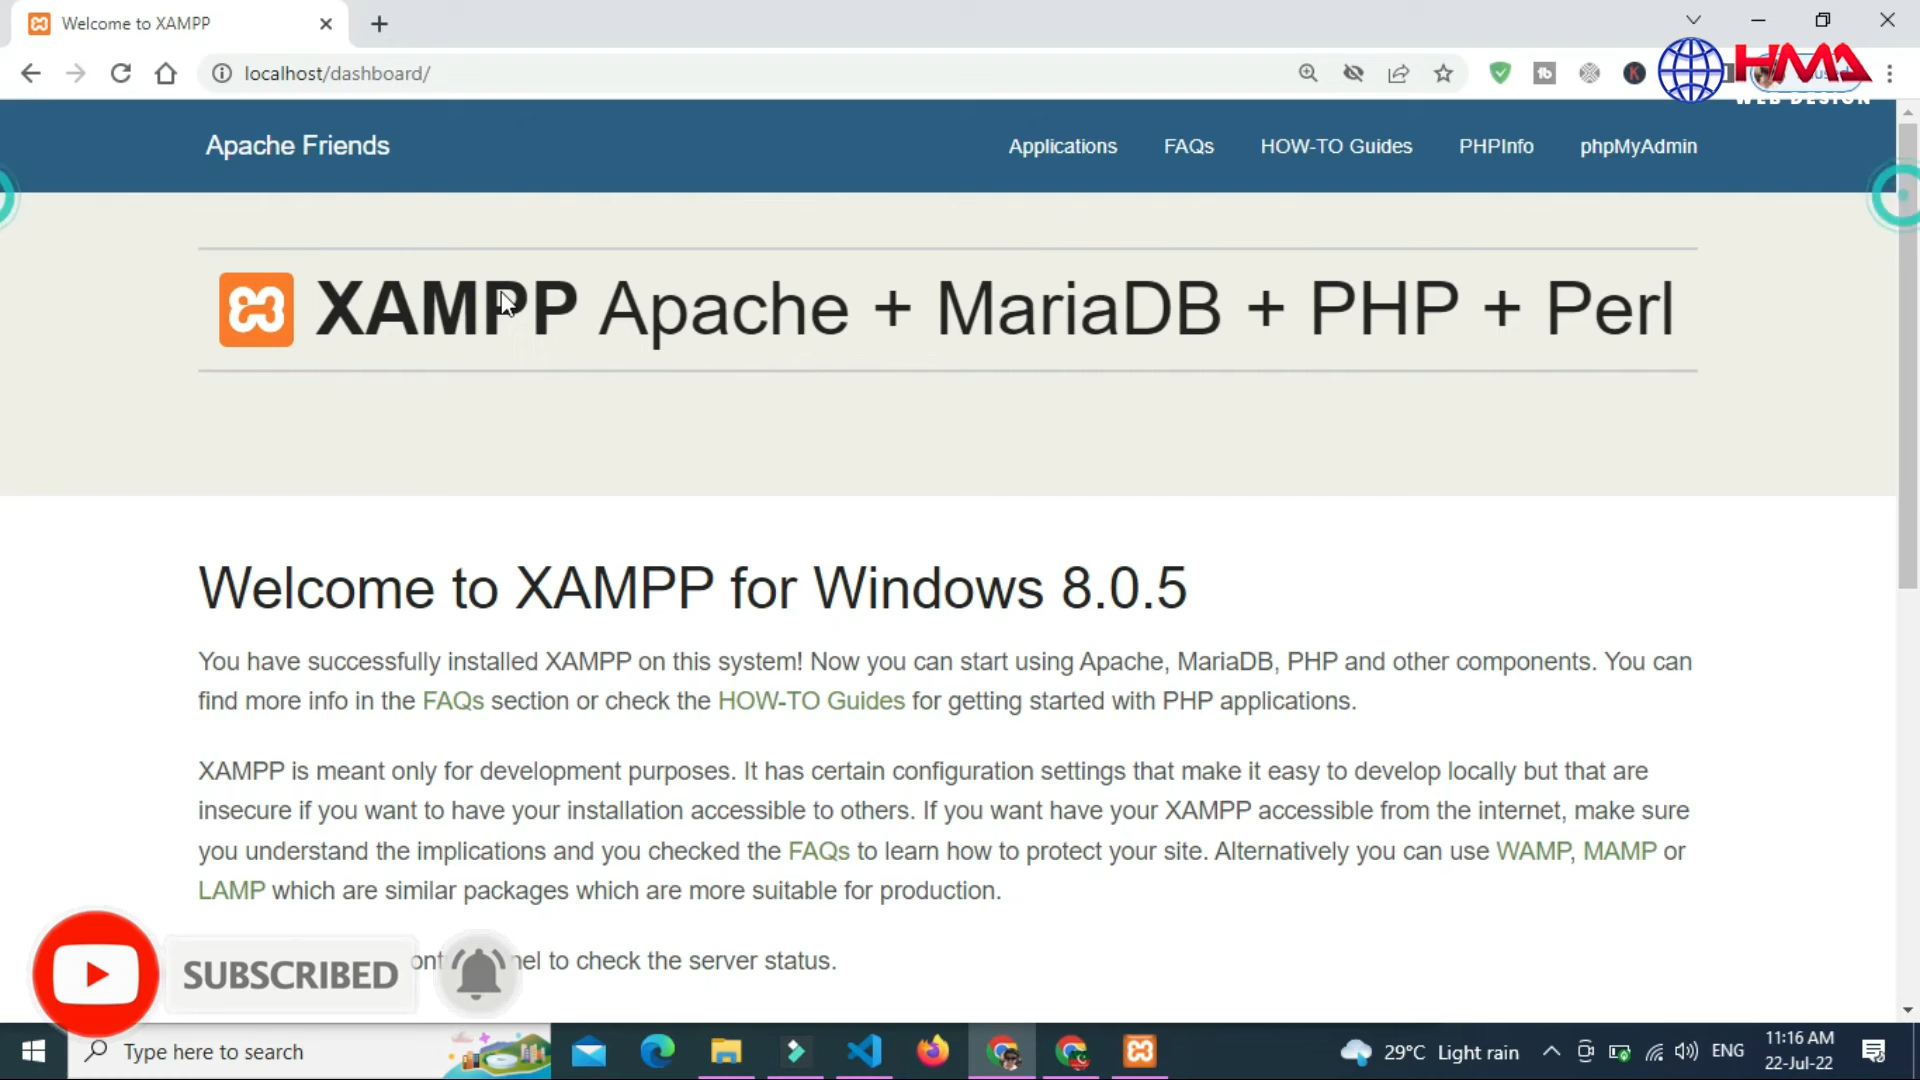 Welcome to XAMPP
localhost/dashboard/
HMA
WEB DESIGN
Apache Friends
Applications
FAQs
HOW-TO Guides
PHPInfo
phpMyAdmin
XAMPP Apache + MariaDB + PHP + Perl
Welcome to XAMPP for Windows 8.0.5
You have successfully installed XAMPP on this system! Now you can start using Apache, MariaDB, PHP and other components. You can
find more info in the FAQs section or check the HOW-TO Guides for getting started with PHP applications.
XAMPP is meant only for development purposes. It has certain configuration settings that make it easy to develop locally but that are
insecure if you want to have your installation accessible to others. If you want have your XAMPP accessible from the internet, make sure
you understand the implications and you checked the FAQs to learn how to protect your site. Alternatively you can use WAMP, MAMP or
LAMP which are similar packages which are more suitable for production.
to check the server status.
SUBSCRIBED
Type here to search
29°C Light rain
ENG
11:16 AM
22-Jul-22